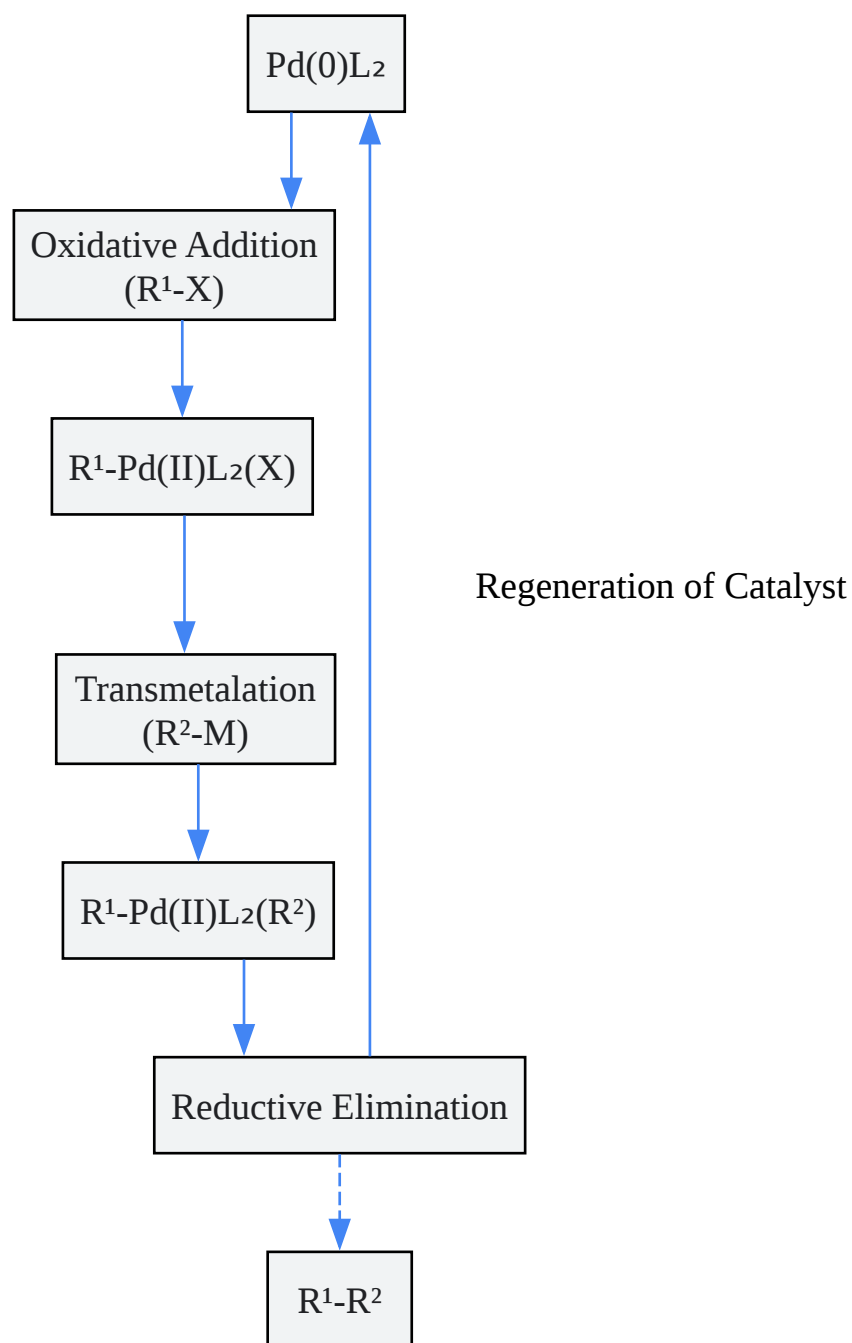 Pd(0)L₂
Oxidative Addition
(R¹-X)
R¹-Pd(II)L₂(X)
Regeneration of Catalyst
Transmetalation
(R²-M)
R¹-Pd(II)L₂(R²)
Reductive Elimination
R¹-R²